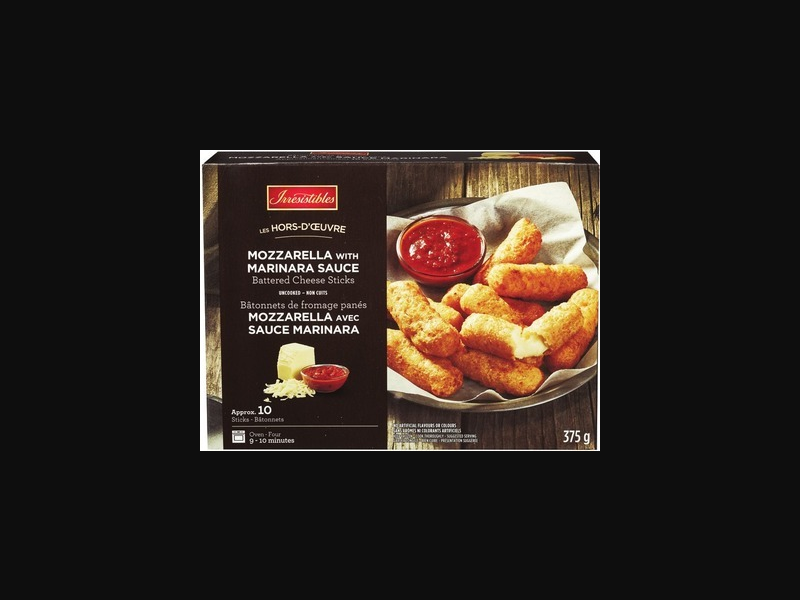 Irresistibles
LES HORS-D'ŒUVRE
MOZZARELLA WITH
MARINARA SAUCE
Battered Cheese Sticks
UNCOOKED – NON CUITS
Bâtonnets de fromage panés
MOZZARELLA AVEC
SAUCE MARINARA
Approx. 10
Sticks - Bâtonnets
Oven - Four
9 - 10 minutes
NO ARTIFICIAL FLAVOURS OR COLOURS
SANS ARÔMES NI COLORANTS ARTIFICIELS
375 g